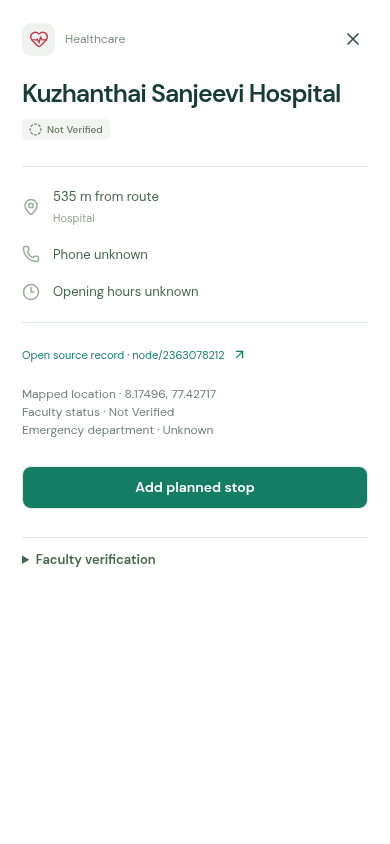 Healthcare
Kuzhanthai Sanjeevi Hospital
Not Verified
535 m from route
Hospital
Phone unknown
Opening hours unknown
Open source record · node/2363078212
Mapped location · 8.17496, 77.42717
Faculty status · Not Verified
Emergency department · Unknown
Add planned stop
Faculty verification